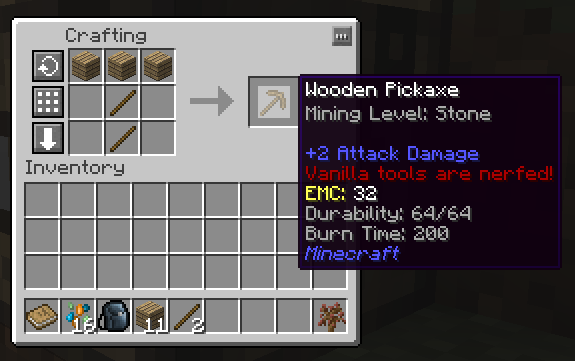 Crafting
Wooden Pickaxe
Mining Level: Stone
+2 Attack Damage
Vanilla tools are nerfed!
EMC: 32
Durability: 64/64
Burn Time: 200
Minecraft
Inventory
16 11 2